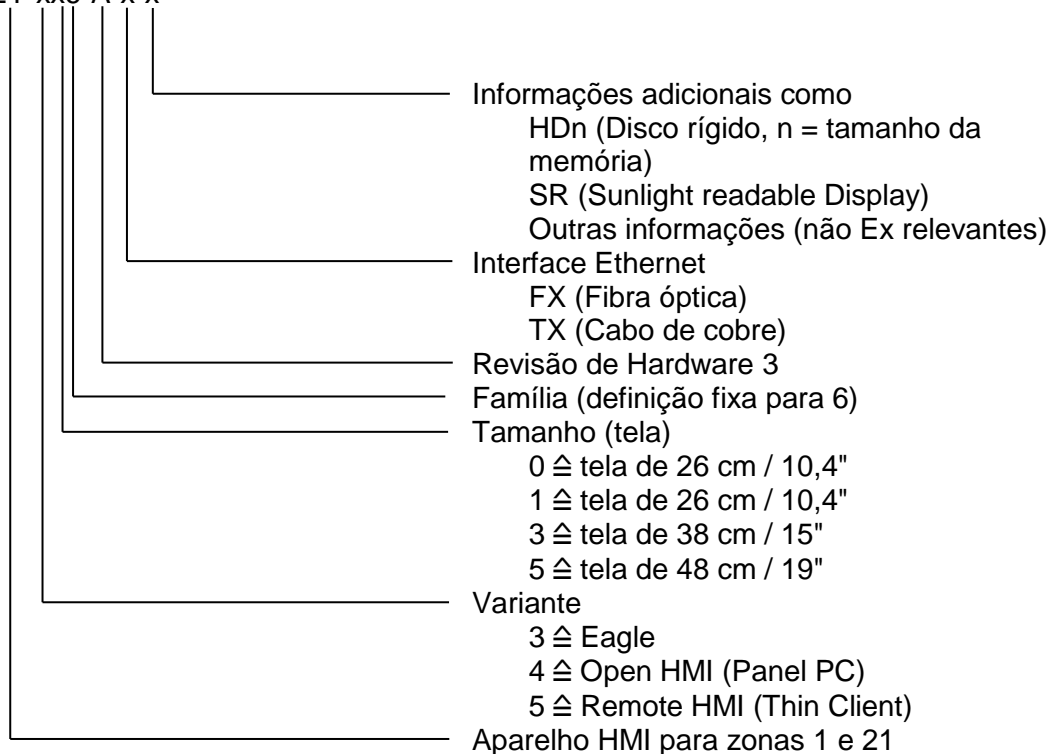 Informações adicionais como
HDn (Disco rígido, n = tamanho da
memória)
SR (Sunlight readable Display)
Outras informações (não Ex relevantes)
Interface Ethernet
FX (Fibra óptica)
TX (Cabo de cobre)
Revisão de Hardware 3
Família (definição fixa para 6)
Tamanho (tela)
0 ≙ tela de 26 cm / 10,4"
1 ≙ tela de 26 cm / 10,4"
3 ≙ tela de 38 cm / 15"
5 ≙ tela de 48 cm / 19"
Variante
3 ≙ Eagle
4 ≙ Open HMI (Panel PC)
5 ≙ Remote HMI (Thin Client)
Aparelho HMI para zonas 1 e 21